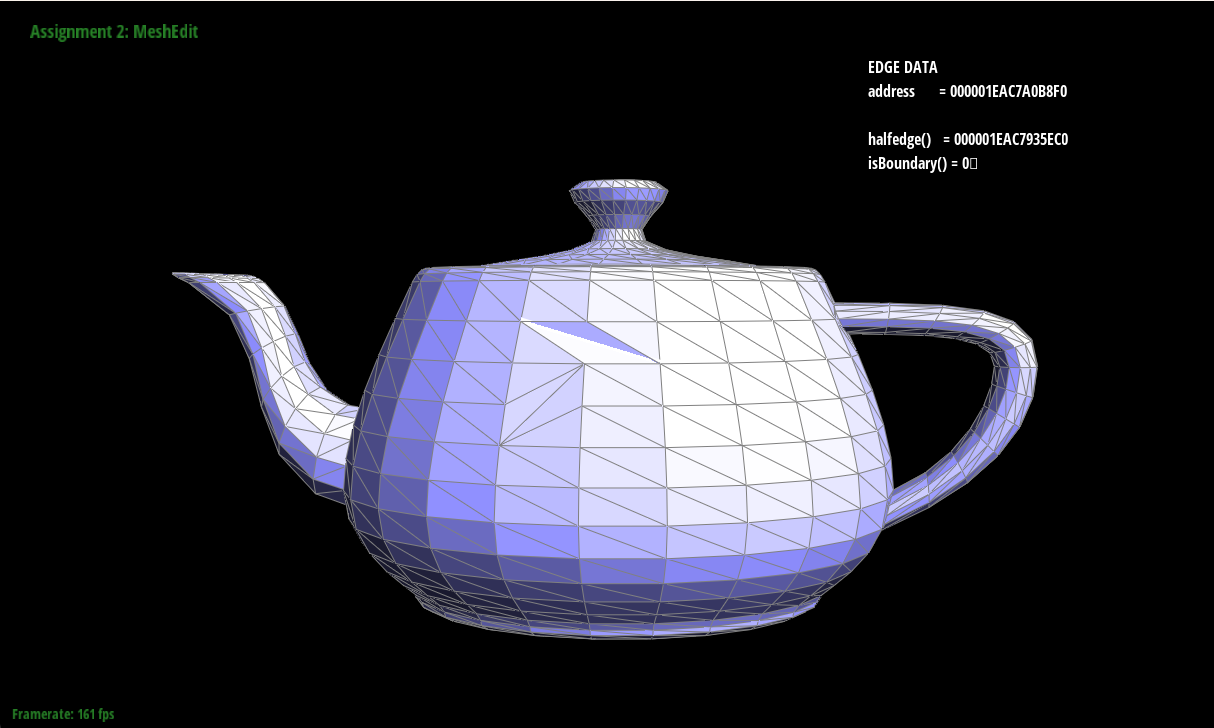 Assignment 2: MeshEdit
EDGE DATA
address = 000001EAC7A0B8F0
halfedge() = 000001EAC7935EC0
isBoundary() = 0▯
Framerate: 161 fps